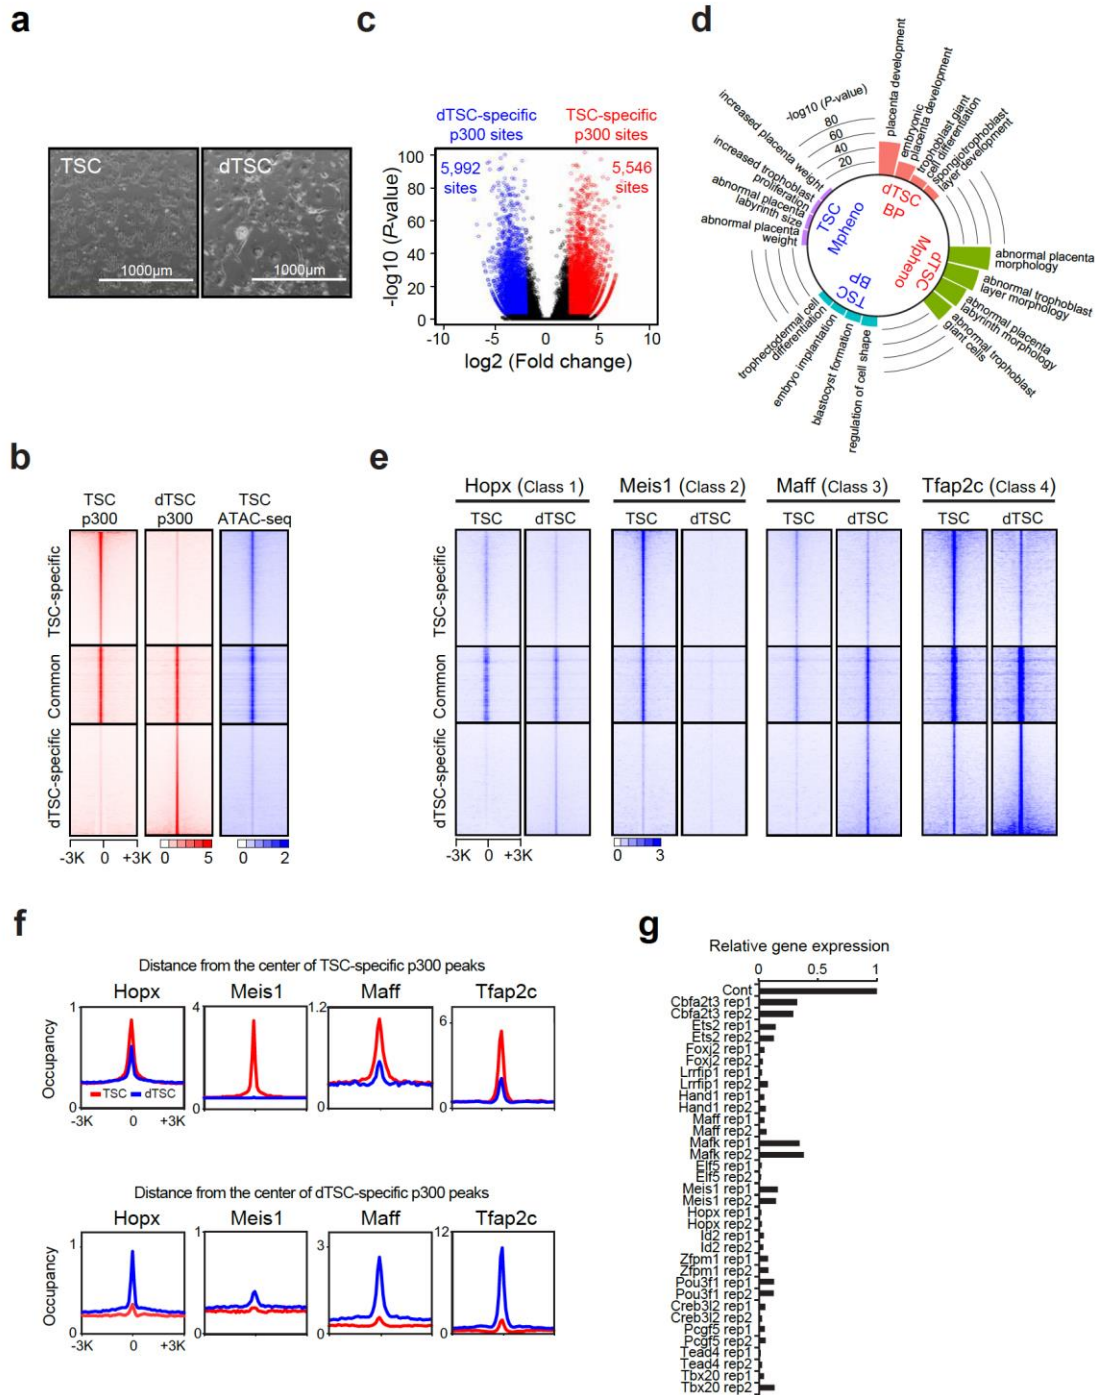 a
TSC
dTSC
1000μm
1000μm
b
TSC
p300
dTSC
p300
TSC
ATAC-seq
TSC-specific
Common
dTSC-specific
-3K 0 +3K
0 5
0 2
c
dTSC-specific
p300 sites
TSC-specific
p300 sites
5,992
sites
5,546
sites
-log10 (P-value)
100
80
60
40
20
0
-10 -5 0 5 10
log2 (Fold change)
d
-log10 (P-value)
80
60
40
20
placenta development
embryonic
placenta development
trophoblast giant
cell differentiation
spongiotrophoblast
layer development
abnormal placenta
morphology
abnormal trophoblast
layer morphology
abnormal placenta
labyrinth morphology
abnormal trophoblast
giant cells
regulation of cell shape
blastocyst formation
embryo implantation
trophectodermal cell
differentiation
abnormal placenta
weight
abnormal placenta
labyrinth size
increased trophoblast
proliferation
increased placenta weight
dTSC
BP
dTSC
Mpheno
TSC
BP
TSC
Mpheno
e
Hopx (Class 1)
Meis1 (Class 2)
Maff (Class 3)
Tfap2c (Class 4)
TSC dTSC TSC dTSC TSC dTSC TSC dTSC
TSC-specific
Common
dTSC-specific
-3K 0 +3K
0 3
f
Distance from the center of TSC-specific p300 peaks
Hopx Meis1 Maff Tfap2c
Occupancy
1
0
4
0
1.2
0
6
0
TSC dTSC
-3K 0 +3K
Distance from the center of dTSC-specific p300 peaks
Hopx Meis1 Maff Tfap2c
Occupancy
1
0
1
0
3
0
12
0
-3K 0 +3K
g
Relative gene expression
0 0.5 1
Cont
Cbfa2t3 rep1
Cbfa2t3 rep2
Ets2 rep1
Ets2 rep2
Foxj2 rep1
Foxj2 rep2
Lrrfip1 rep1
Lrrfip1 rep2
Hand1 rep1
Hand1 rep2
Maff rep1
Maff rep2
Mafk rep1
Mafk rep2
Elf5 rep1
Elf5 rep2
Meis1 rep1
Meis1 rep2
Hopx rep1
Hopx rep2
Id2 rep1
Id2 rep2
Zfpm1 rep1
Zfpm1 rep2
Pou3f1 rep1
Pou3f1 rep2
Creb3l2 rep1
Creb3l2 rep2
Pcgf5 rep1
Pcgf5 rep2
Tead4 rep1
Tead4 rep2
Tbx20 rep1
Tbx20 rep2